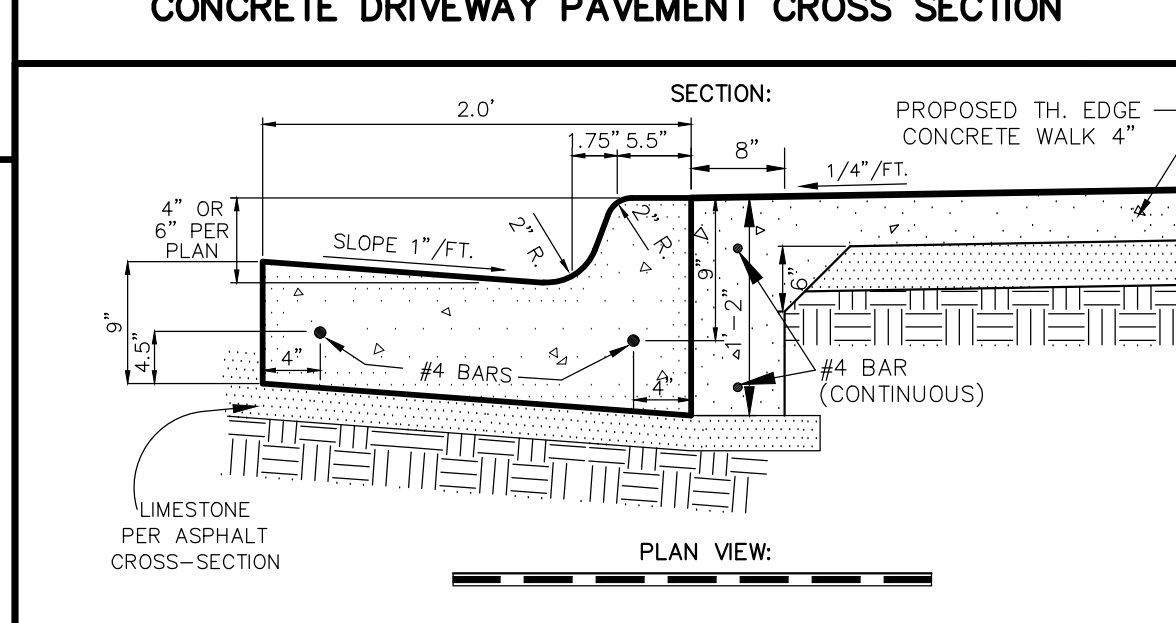 CONCRETE DRIVEWAY PAVEMENT CROSS SECTION
SECTION:
2.0'
1.75" 5.5"
8"
PROPOSED TH. EDGE
CONCRETE WALK 4"
1/4"/FT.
4" OR
6" PER
PLAN
SLOPE 1"/FT.
2" R.
2" R.
9"
4.5"
4"
#4 BARS
4"
9"
1'-2"
6"
#4 BAR
(CONTINUOUS)
LIMESTONE
PER ASPHALT
CROSS-SECTION
PLAN VIEW: